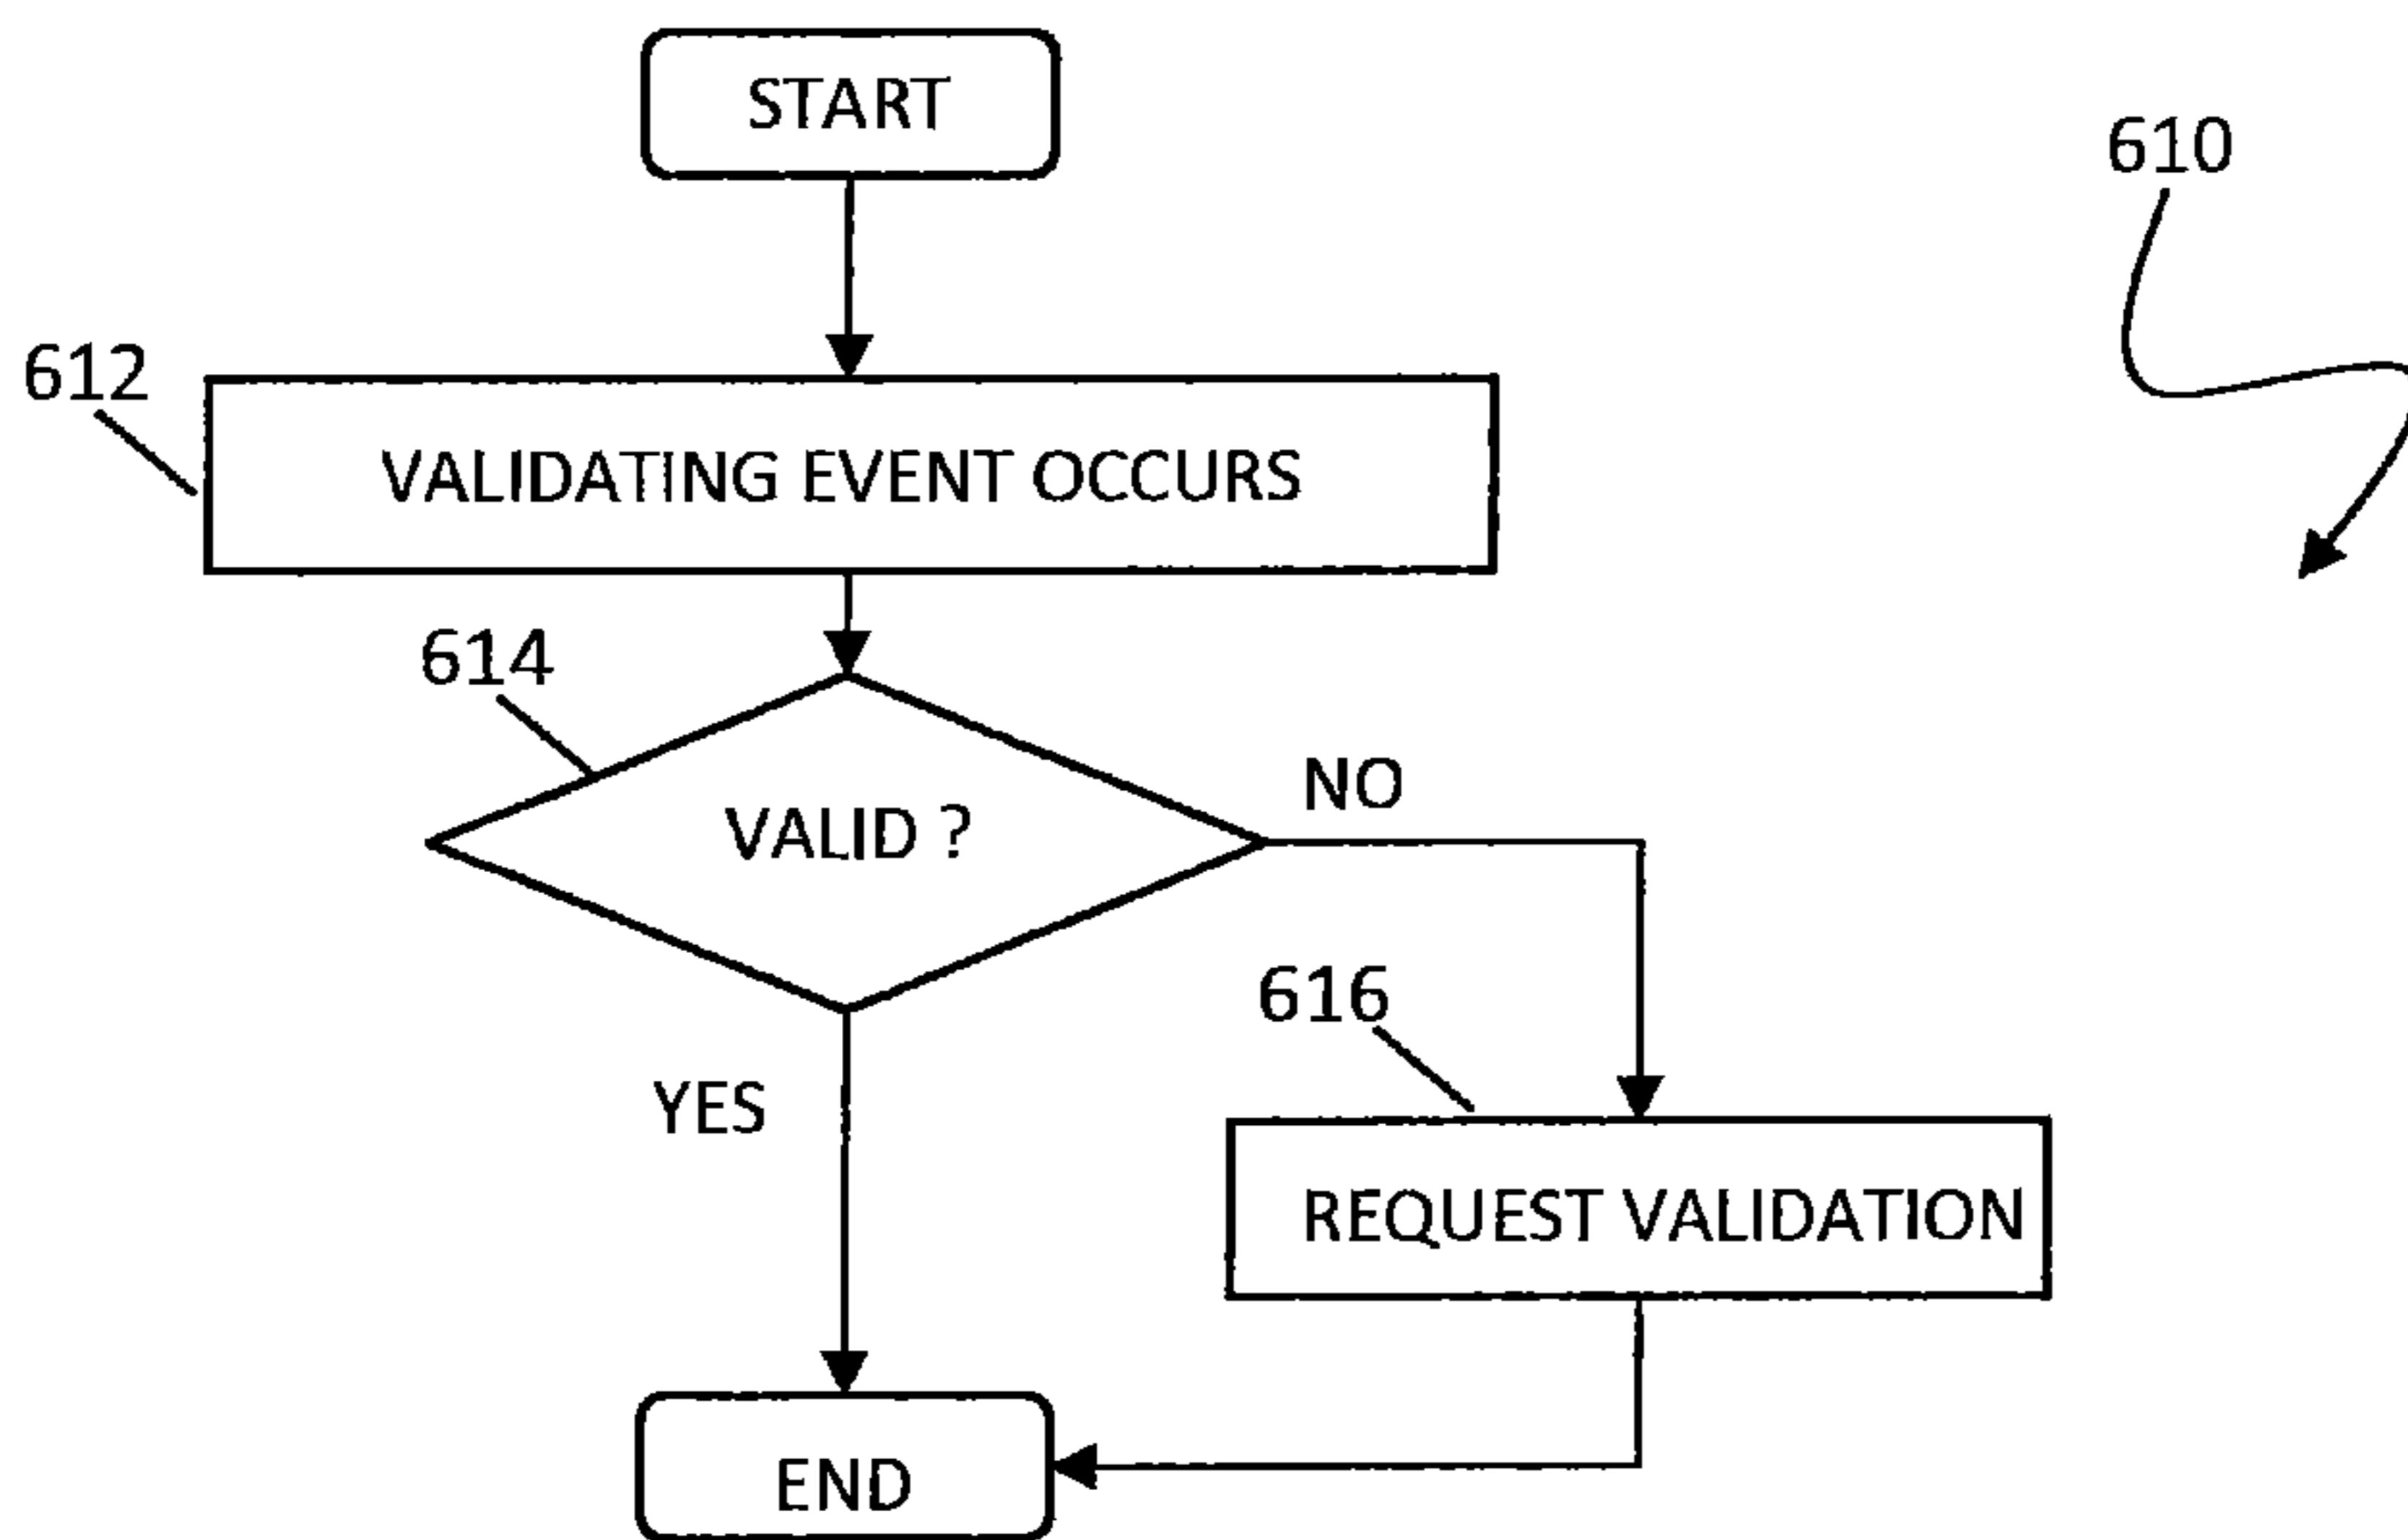 START
610
612
VALIDATING EVENT OCCURS
614
VALID ?
NO
616
YES
REQUEST VALIDATION
END